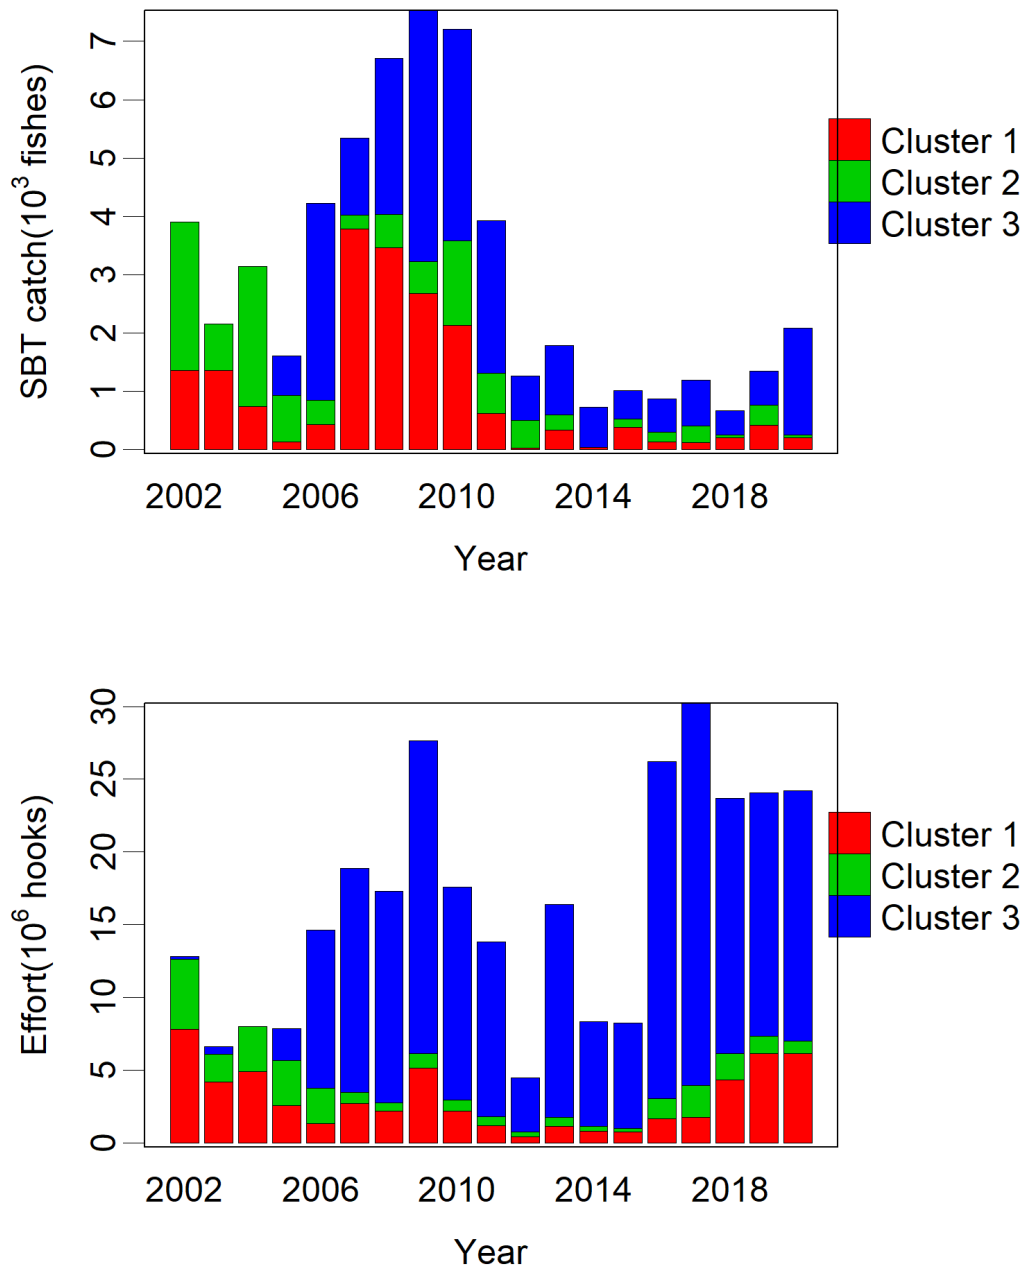 SBT catch(10³ fishes)
7
6
5
4
3
2
1
0
Cluster 1
Cluster 2
Cluster 3
2002 2006 2010 2014 2018
Year
Effort(10⁶ hooks)
30
25
20
15
10
5
0
Cluster 1
Cluster 2
Cluster 3
2002 2006 2010 2014 2018
Year